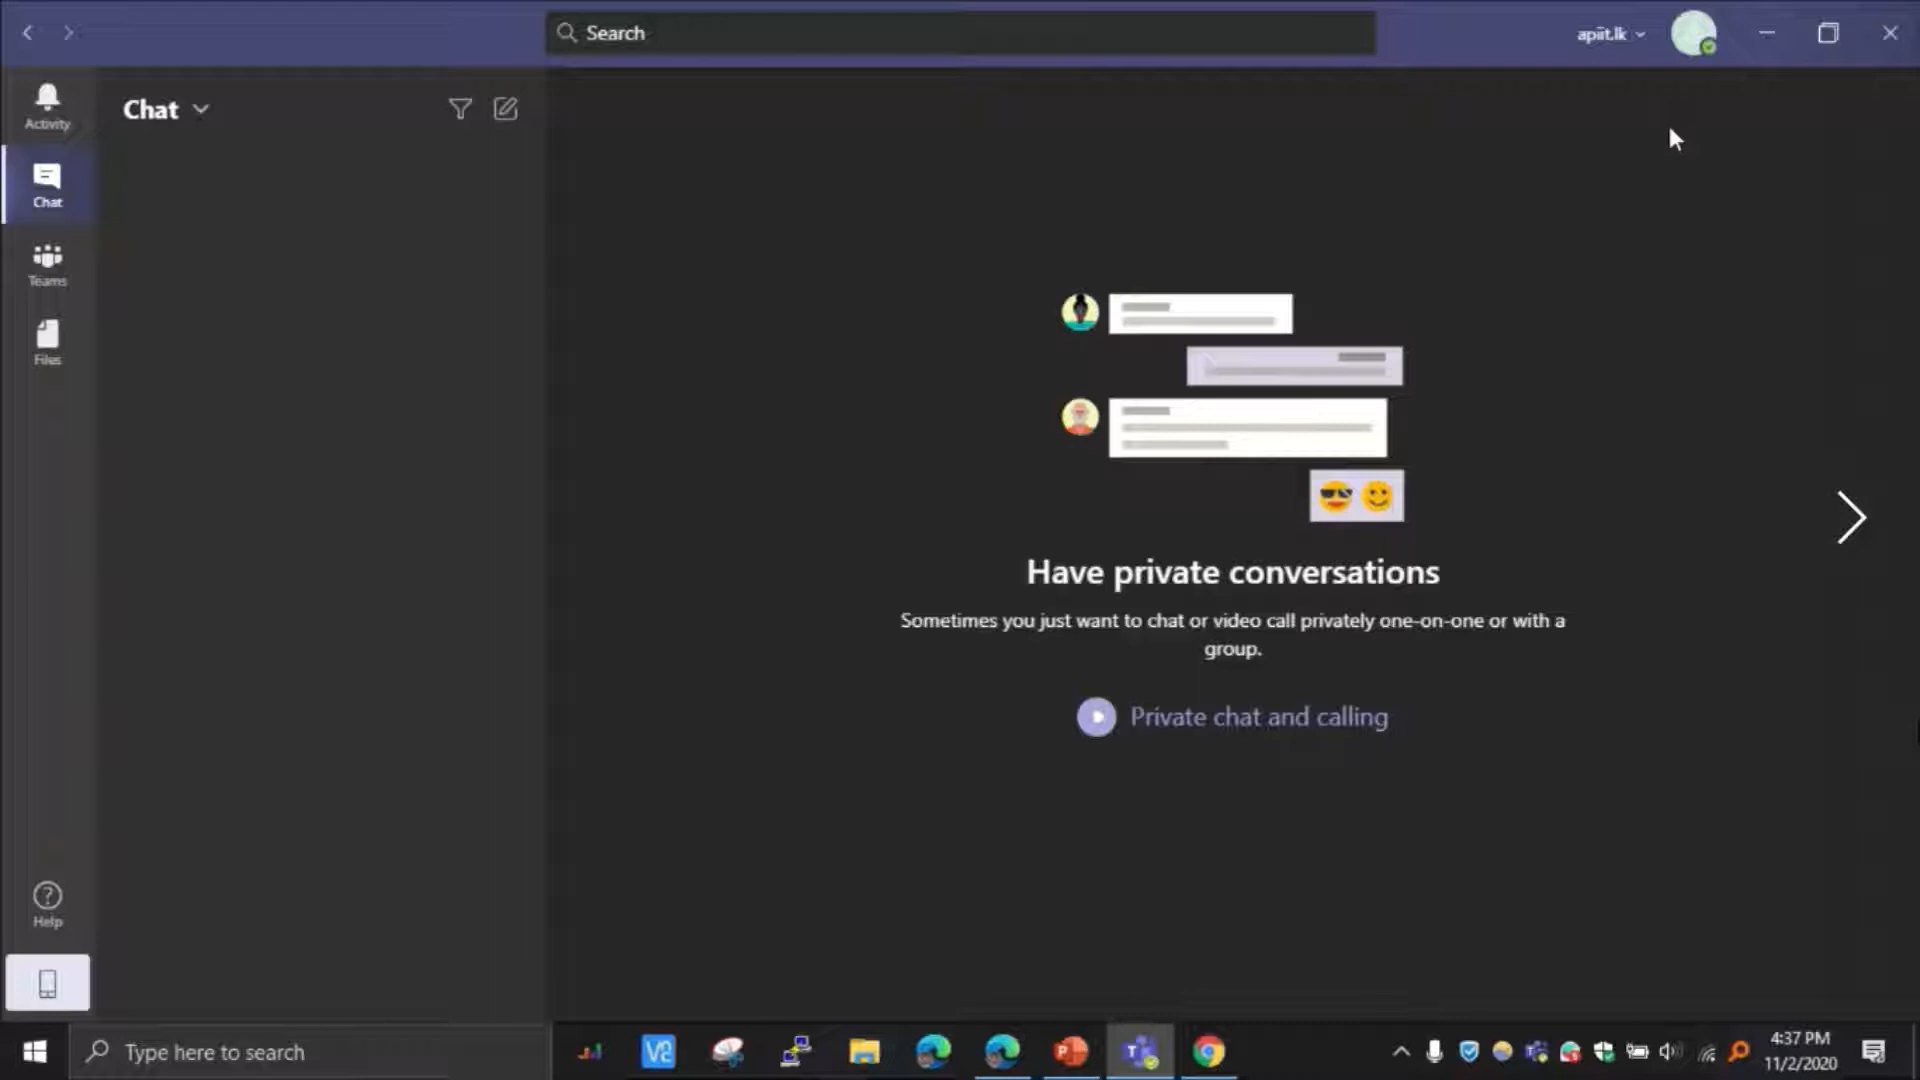 Search
apiit.lk
Activity
Chat
Chat
Teams
Files
Have private conversations
Sometimes you just want to chat or video call privately one-on-one or with a
group.
Private chat and calling
Help
Type here to search
4:37 PM
11/2/2020